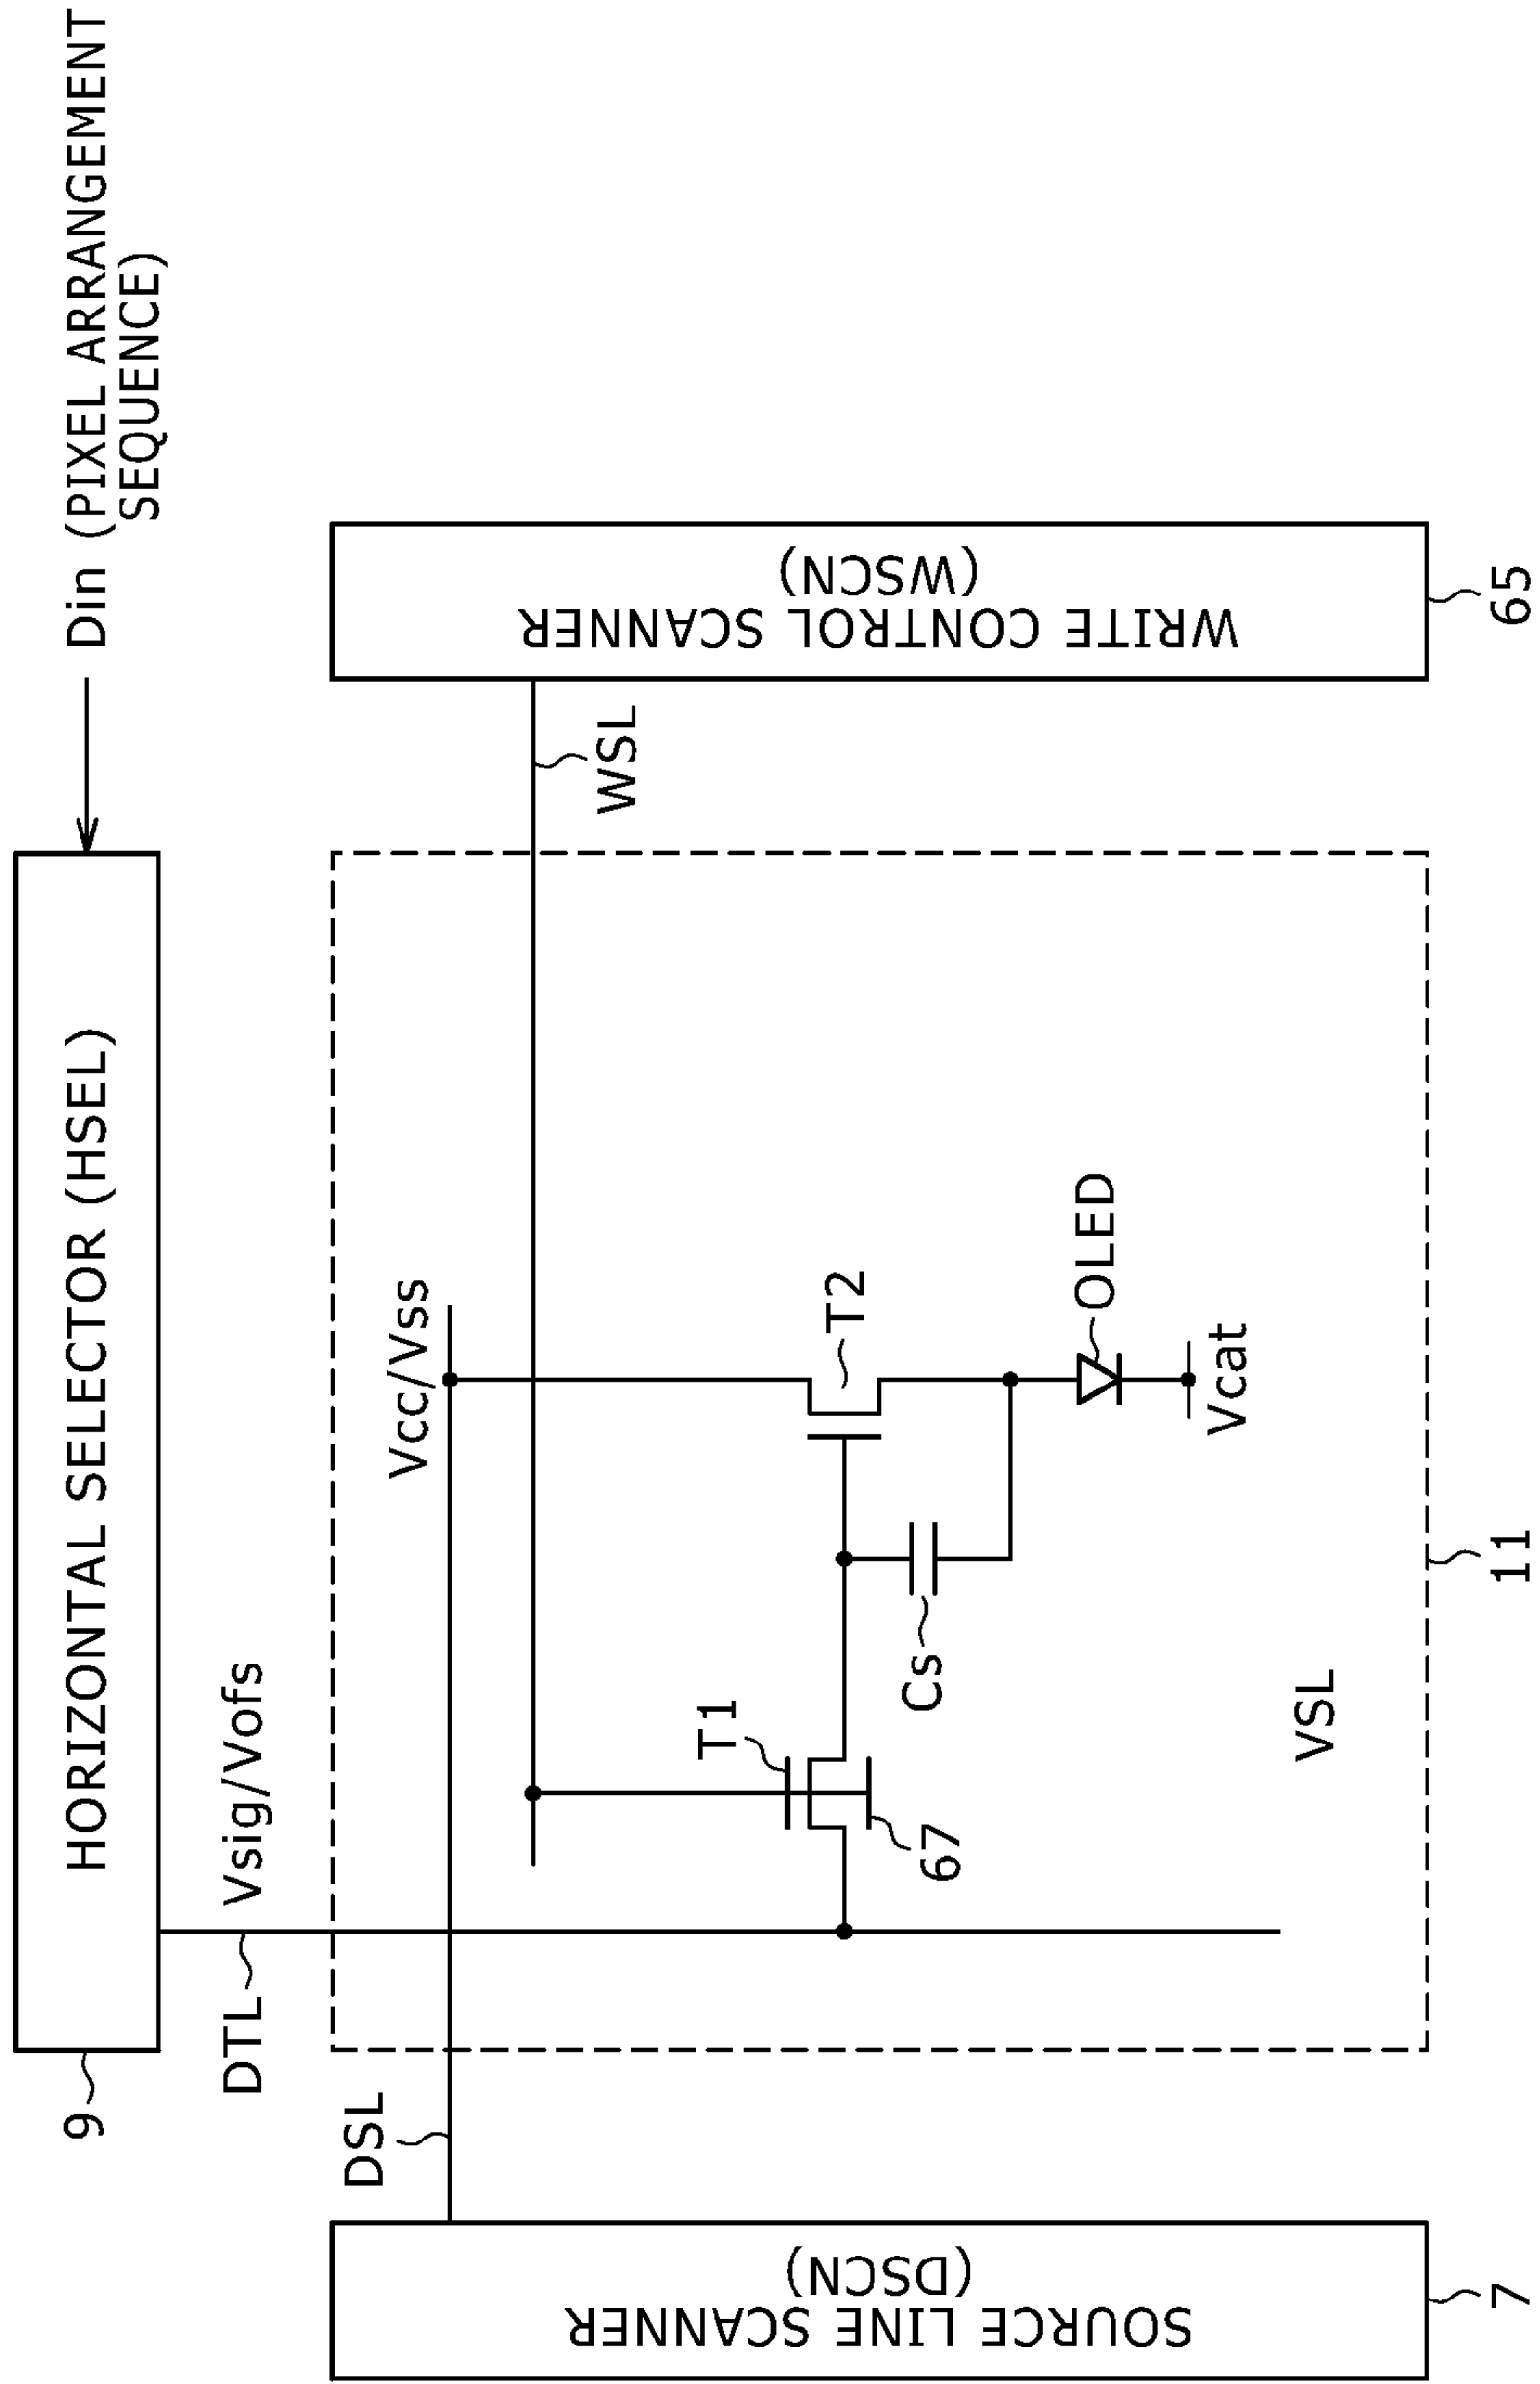 Din (PIXEL ARRANGEMENT
SEQUENCE)
9
HORIZONTAL SELECTOR (HSEL)
DTL
Vsig/Vofs
DSL
Vcc/Vss
WSL
SOURCE LINE SCANNER
(DSCN)
WRITE CONTROL SCANNER
(WSCN)
T1
T2
67
Cs
OLED
Vcat
VSL
7
11
65